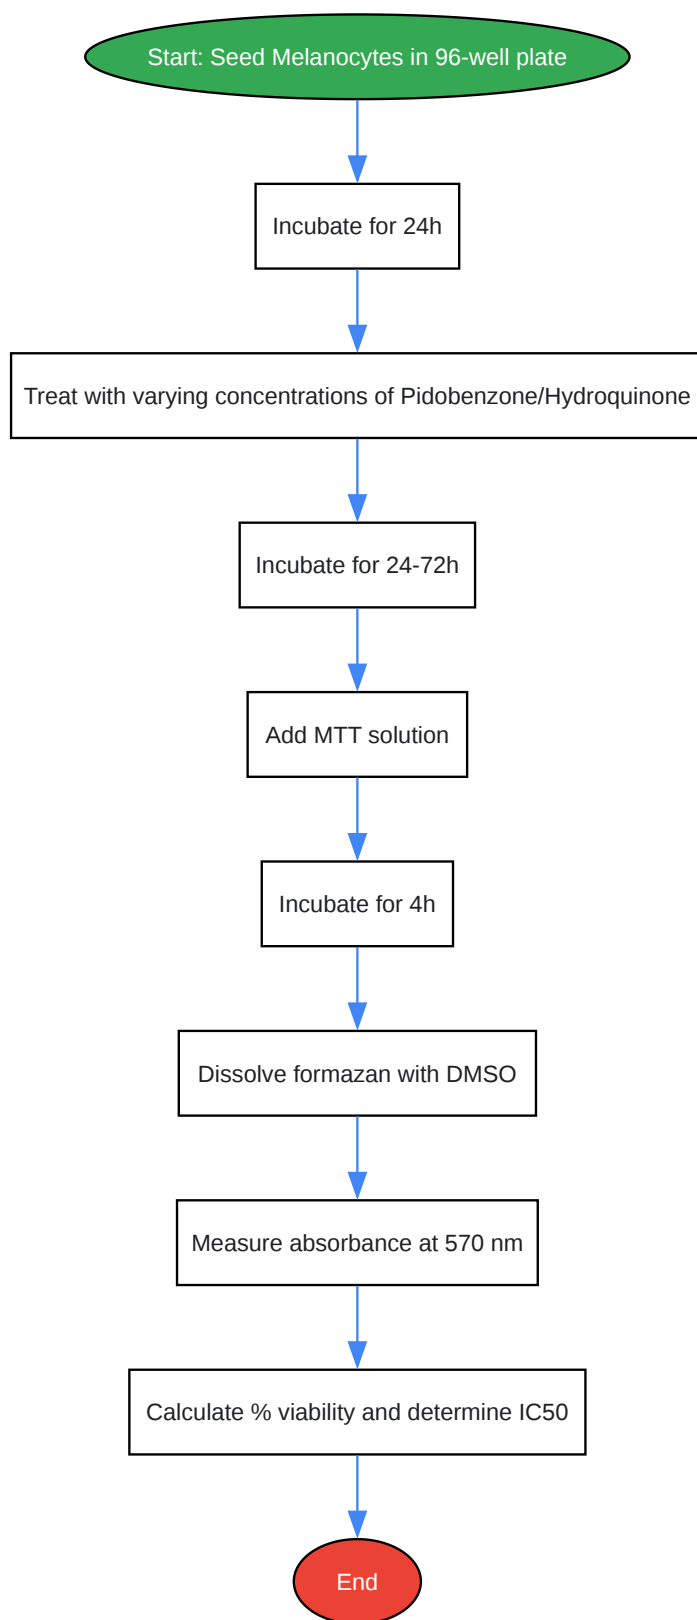 Start: Seed Melanocytes in 96-well plate
Incubate for 24h
Treat with varying concentrations of Pidobenzone/Hydroquinone
Incubate for 24-72h
Add MTT solution
Incubate for 4h
Dissolve formazan with DMSO
Measure absorbance at 570 nm
Calculate % viability and determine IC50
End